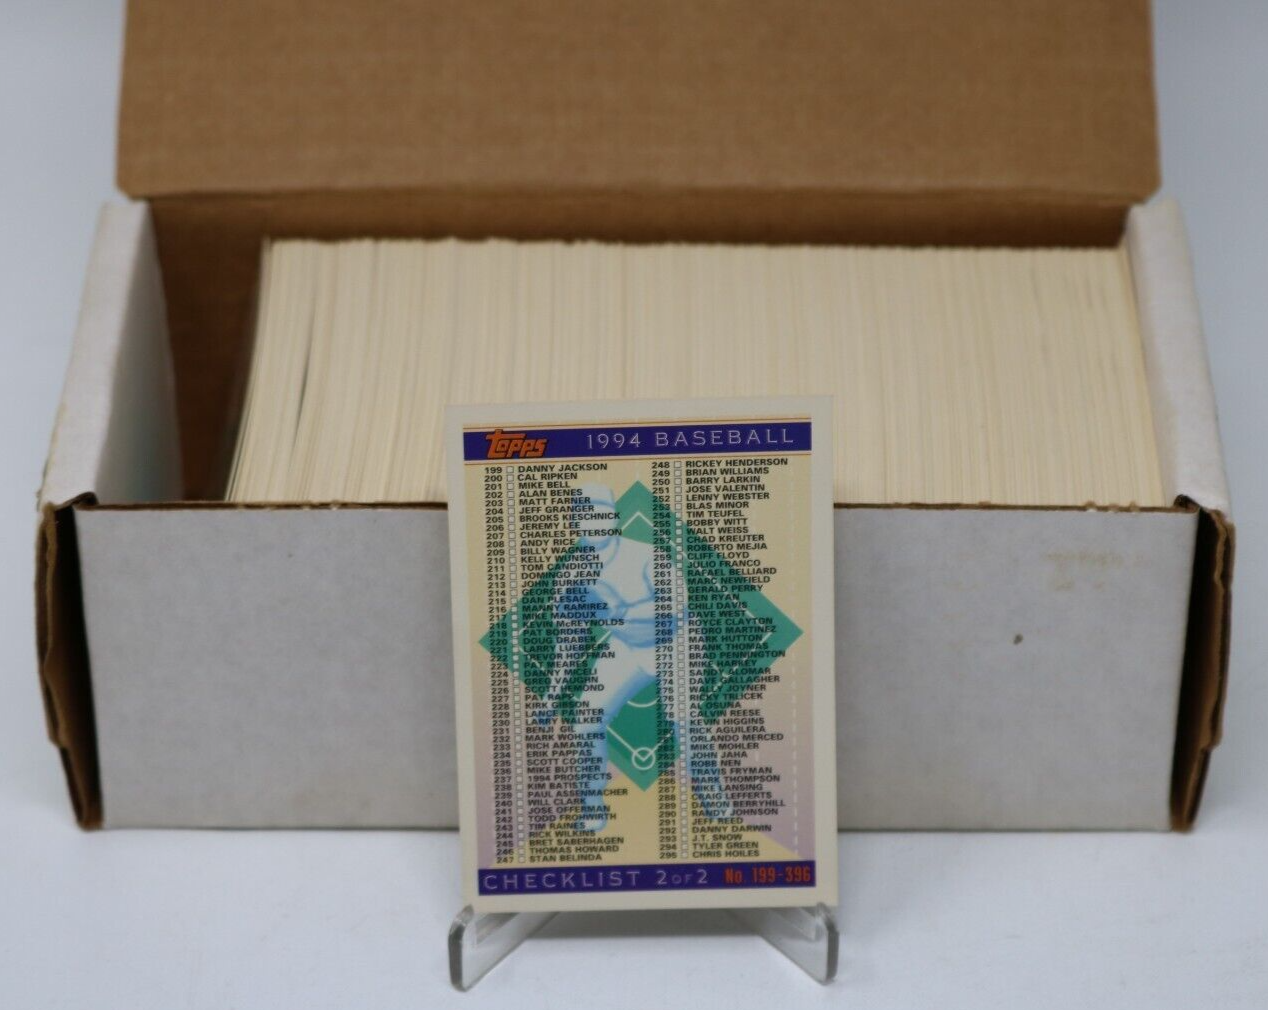 Topps 1994 BASEBALL
199 DANNY JACKSON
200 CAL RIPKEN
201 MIKE BELL
202 ALAN BENES
203 MATT FARNER
204 JEFF GRANGER
205 BROOKS KIESCHNICK
206 JEREMY LEE
207 CHARLES PETERSON
208 ANDY RICE
209 BILLY WAGNER
210 KELLY WUNSCH
211 TOM CANDIOTTI
212 DOMINGO JEAN
213 JOHN BURKETT
214 GEORGE BELL
215 DAN PLESAC
216 MANNY RAMIREZ
217 MIKE MADDUX
218 KEVIN McREYNOLDS
219 PAT BORDERS
220 DOUG DRABEK
221 LARRY LUEBBERS
222 TREVOR HOFFMAN
223 PAT MEARES
224 DANNY MICELI
225 GREG VAUGHN
226 SCOTT HEMOND
227 PAT RAPP
228 KIRK GIBSON
229 LANCE PAINTER
230 LARRY WALKER
231 BENJI GIL
232 MARK WOHLERS
233 RICH AMARAL
234 ERIK PAPPAS
235 SCOTT COOPER
236 MIKE BUTCHER
237 1994 PROSPECTS
238 KIM BATISTE
239 PAUL ASSENMACHER
240 WILL CLARK
241 JOSE OFFERMAN
242 TODD FROHWIRTH
243 TIM RAINES
244 RICK WILKINS
245 BRET SABERHAGEN
246 THOMAS HOWARD
247 STAN BELINDA
248 RICKEY HENDERSON
249 BRIAN WILLIAMS
250 BARRY LARKIN
251 JOSE VALENTIN
252 LENNY WEBSTER
253 BLAS MINOR
254 TIM TEUFEL
255 BOBBY WITT
256 WALT WEISS
257 CHAD KREUTER
258 ROBERTO MEJIA
259 CLIFF FLOYD
260 JULIO FRANCO
261 RAFAEL BELLIARD
262 MARC NEWFIELD
263 GERALD PERRY
264 KEN RYAN
265 CHILI DAVIS
266 DAVE WEST
267 ROYCE CLAYTON
268 PEDRO MARTINEZ
269 MARK HUTTON
270 FRANK THOMAS
271 BRAD PENNINGTON
272 MIKE HARKEY
273 SANDY ALOMAR
274 DAVE GALLAGHER
275 WALLY JOYNER
276 RICKY TRLICEK
277 AL OSUNA
278 CALVIN REESE
279 KEVIN HIGGINS
280 RICK AGUILERA
281 ORLANDO MERCED
282 MIKE MOHLER
283 JOHN JAHA
284 ROBB NEN
285 TRAVIS FRYMAN
286 MARK THOMPSON
287 MIKE LANSING
288 CRAIG LEFFERTS
289 DAMON BERRYHILL
290 RANDY JOHNSON
291 JEFF REED
292 DANNY DARWIN
293 J.T. SNOW
294 TYLER GREEN
295 CHRIS HOILES
CHECKLIST 2 OF 2 No. 199-396